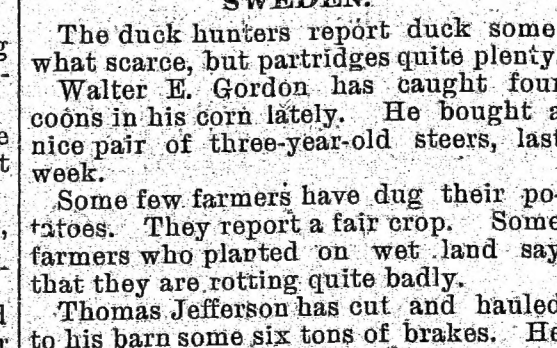 SWEDEN.
The duck hunters report duck some
what scarce, but partridges quite plenty
Walter E. Gordon has caught four
coons in his corn lately. He bought a
nice pair of three-year-old steers, last
week.
Some few farmers have dug their po-
tatoes. They report a fair crop. Some
farmers who planted on wet land say
that they are rotting quite badly.
Thomas Jefferson has cut and hauled
to his barn some six tons of brakes. He